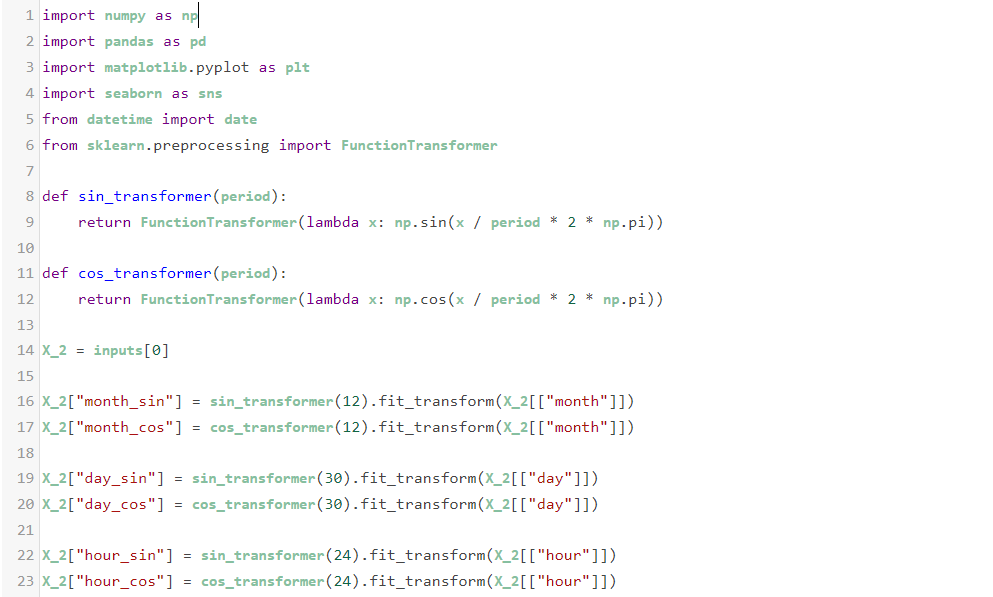 1 import numpy as np
2 import pandas as pd
3 import matplotlib.pyplot as plt
4 import seaborn as sns
5 from datetime import date
6 from sklearn.preprocessing import FunctionTransformer
7
8 def sin_transformer(period):
9     return FunctionTransformer(lambda x: np.sin(x / period * 2 * np.pi))
10
11 def cos_transformer(period):
12     return FunctionTransformer(lambda x: np.cos(x / period * 2 * np.pi))
13
14 X_2 = inputs[0]
15
16 X_2["month_sin"] = sin_transformer(12).fit_transform(X_2[["month"]])
17 X_2["month_cos"] = cos_transformer(12).fit_transform(X_2[["month"]])
18
19 X_2["day_sin"] = sin_transformer(30).fit_transform(X_2[["day"]])
20 X_2["day_cos"] = cos_transformer(30).fit_transform(X_2[["day"]])
21
22 X_2["hour_sin"] = sin_transformer(24).fit_transform(X_2[["hour"]])
23 X_2["hour_cos"] = cos_transformer(24).fit_transform(X_2[["hour"]])